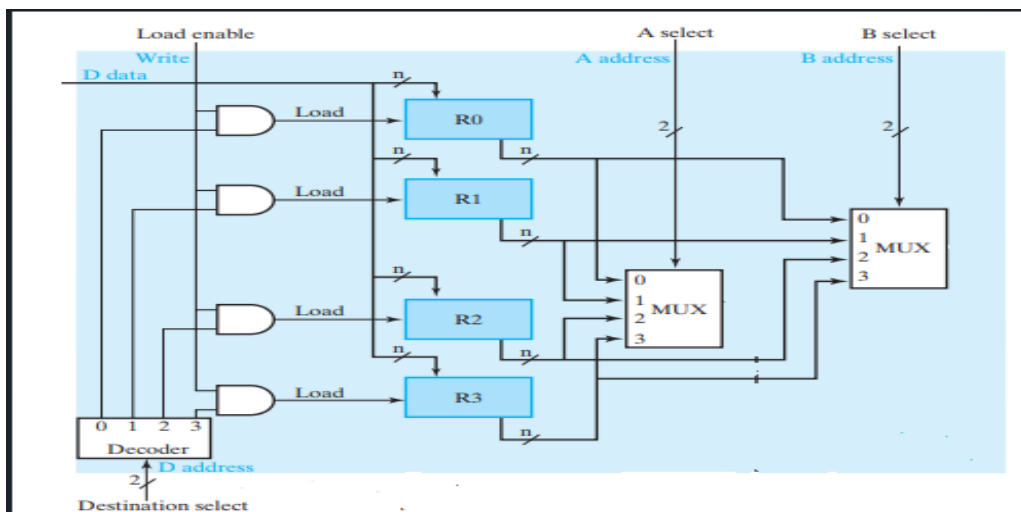 Load enable
A select
B select
Write
A address
B address
D data
n
Load
R0
2
2
n
n
Load
R1
n
0
1
2
3
MUX
n
0
1
2
3
MUX
Load
R2
n
n
Load
R3
n
0 1 2 3
Decoder
D address
2
Destination select